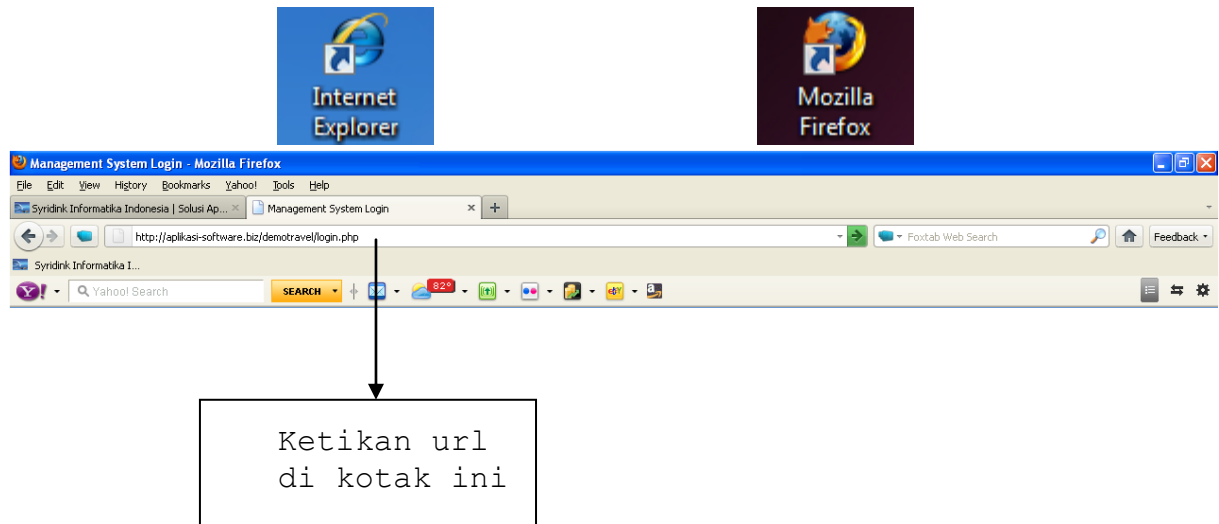 Internet
Explorer
Mozilla
Firefox
Management System Login - Mozilla Firefox
File Edit View History Bookmarks Yahoo! Tools Help
Syridink Informatika Indonesia | Solusi Ap... Management System Login
http://aplikasi-software.biz/demotravel/login.php Foxtab Web Search Feedback
Syridink Informatika I...
Y! Yahoo! Search SEARCH 82° ebY a
Ketikan url
di kotak ini